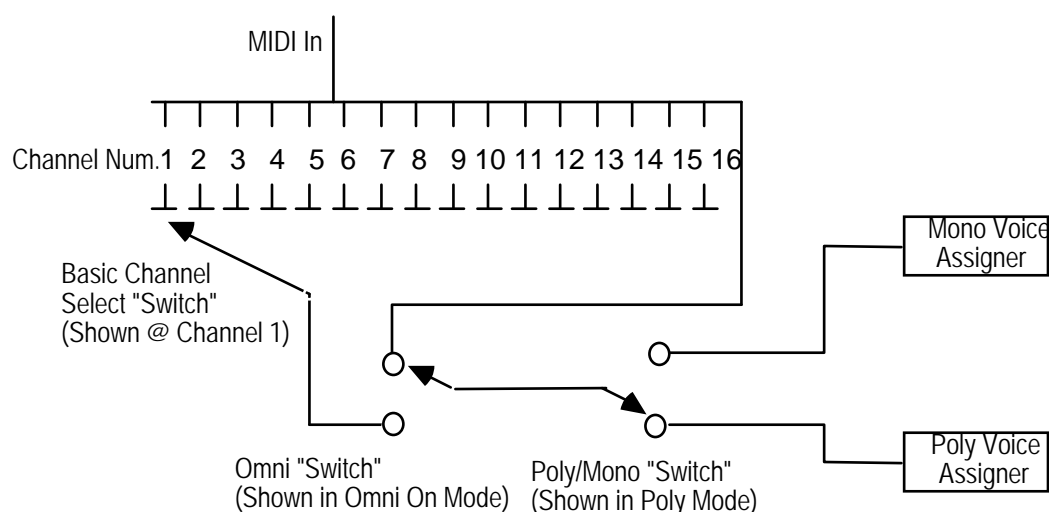 MIDI In
Channel Num. 1 2 3 4 5 6 7 8 9 10 11 12 13 14 15 16
Mono Voice
Assigner
Basic Channel
Select "Switch"
(Shown @ Channel 1)
Omni "Switch"
(Shown in Omni On Mode)
Poly/Mono "Switch"
(Shown in Poly Mode)
Poly Voice
Assigner